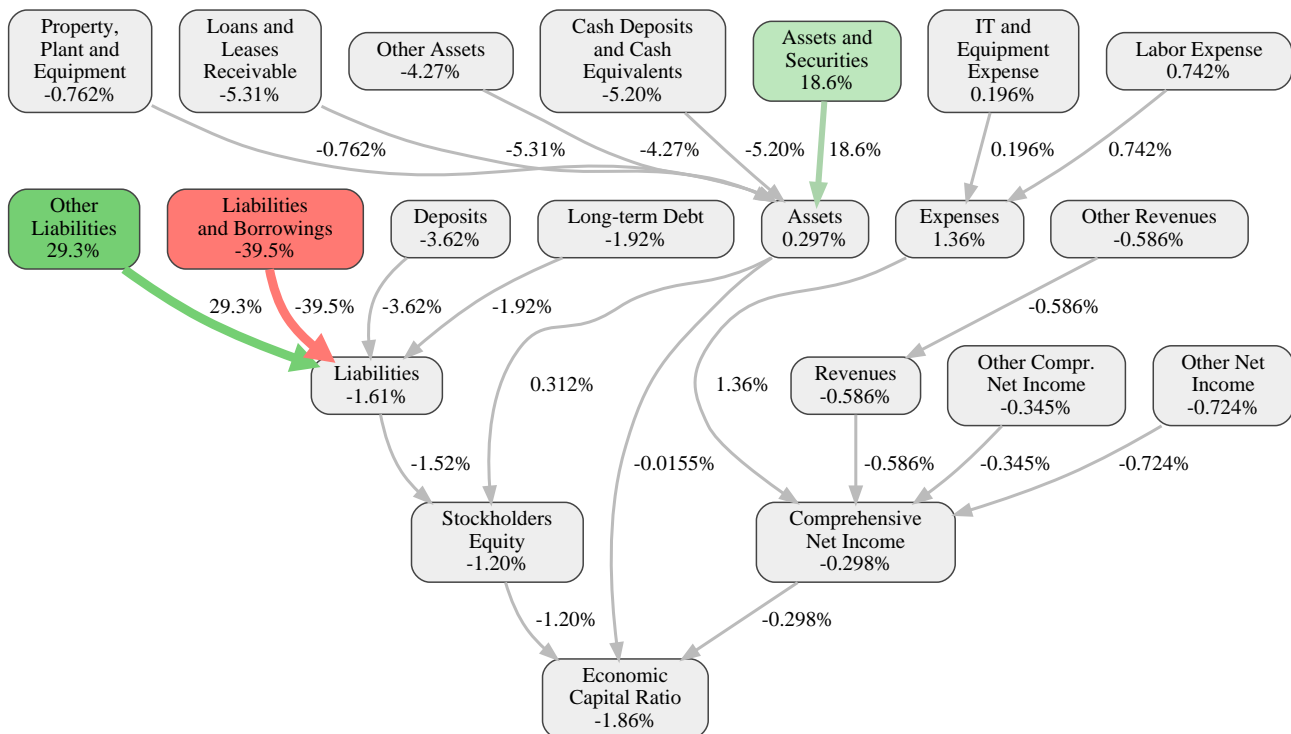 Property,
Plant and
Equipment
-0.762%
Loans and
Leases
Receivable
-5.31%
Other Assets
-4.27%
Cash Deposits
and Cash
Equivalents
-5.20%
Assets and
Securities
18.6%
IT and
Equipment
Expense
0.196%
Labor Expense
0.742%
-0.762%
-5.31%
-4.27%
-5.20%
18.6%
0.196%
0.742%
Other
Liabilities
29.3%
Liabilities
and Borrowings
-39.5%
Deposits
-3.62%
Long-term Debt
-1.92%
Assets
0.297%
Expenses
1.36%
Other Revenues
-0.586%
29.3%
-39.5%
-3.62%
-1.92%
-0.586%
Liabilities
-1.61%
0.312%
1.36%
Revenues
-0.586%
Other Compr.
Net Income
-0.345%
Other Net
Income
-0.724%
-1.52%
-0.0155%
-0.586%
-0.345%
-0.724%
Stockholders
Equity
-1.20%
Comprehensive
Net Income
-0.298%
-1.20%
-0.298%
Economic
Capital Ratio
-1.86%